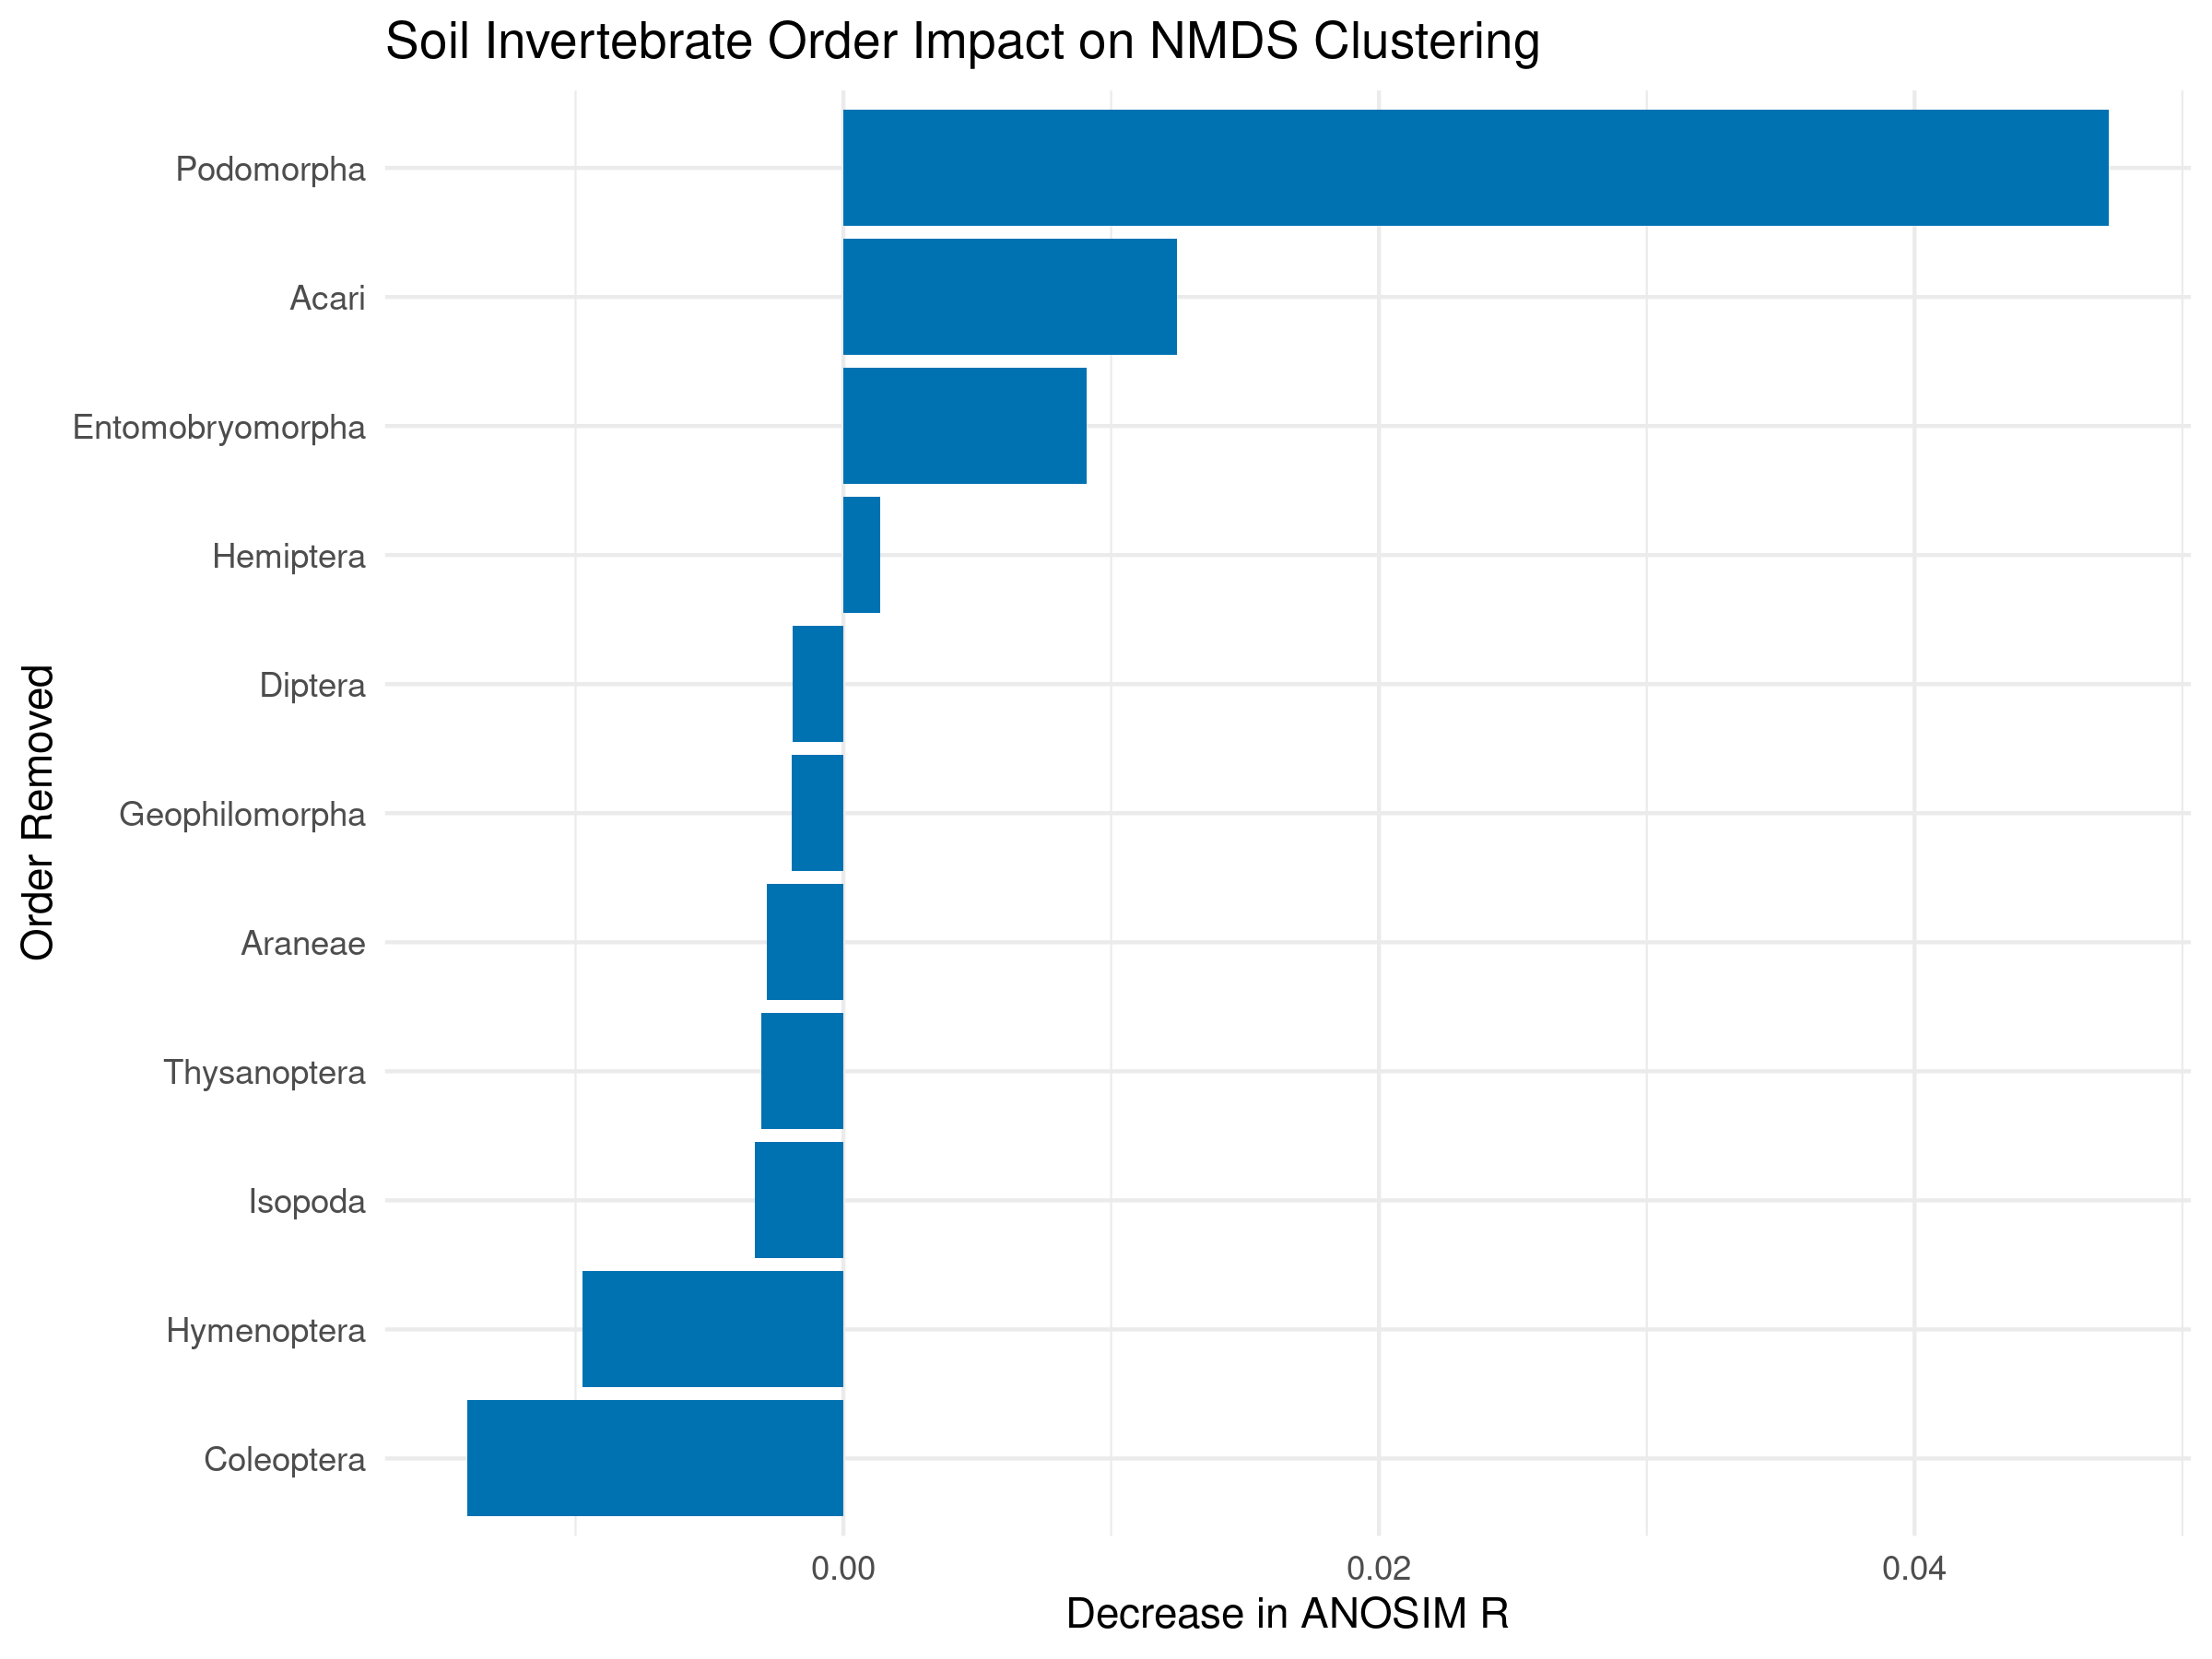 Soil Invertebrate Order Impact on NMDS Clustering
Order Removed
Podomorpha
Acari
Entomobryomorpha
Hemiptera
Diptera
Geophilomorpha
Araneae
Thysanoptera
Isopoda
Hymenoptera
Coleoptera
0.00 0.02 0.04
Decrease in ANOSIM R